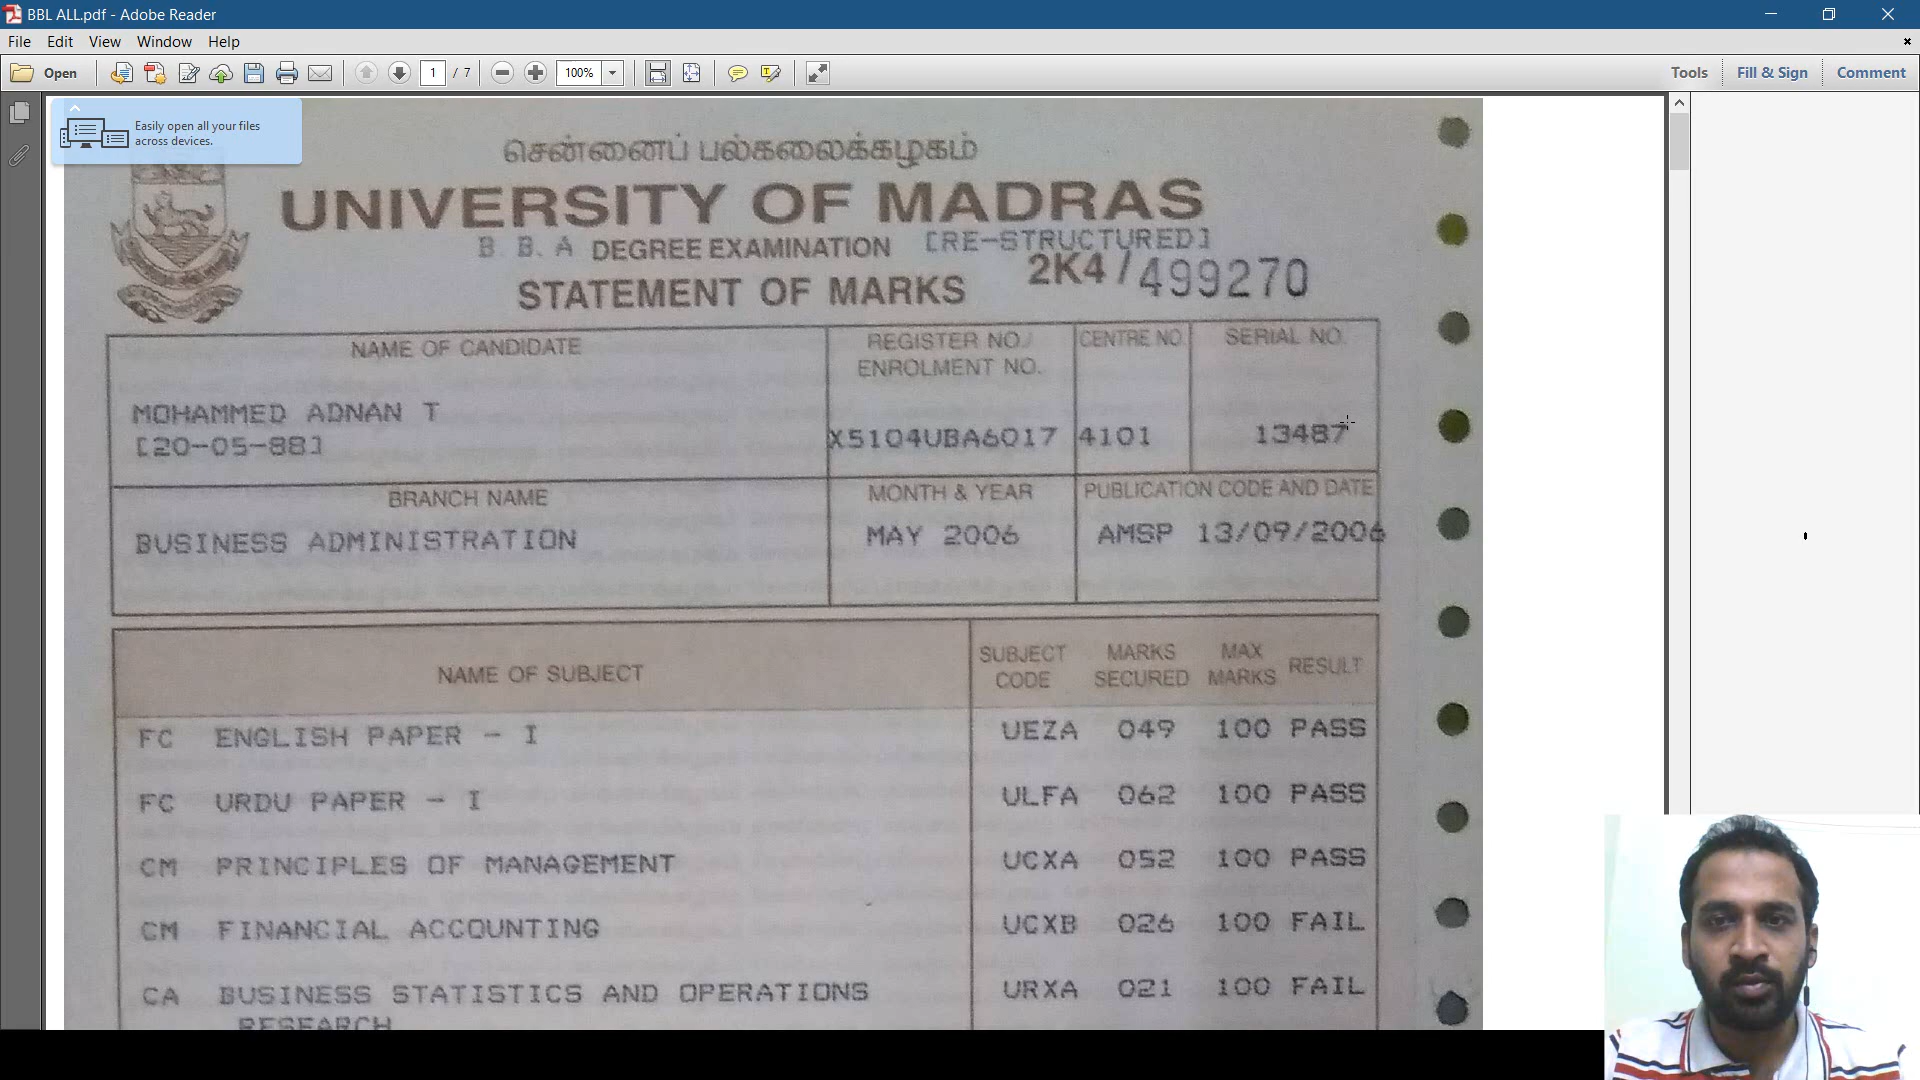 BBL ALL.pdf - Adobe Reader
File Edit View Window Help
Open 1 / 7 100% Tools Fill & Sign Comment
Easily open all your files
across devices.
சென்னைப் பல்கலைக்கழகம்
UNIVERSITY OF MADRAS
B. B. A DEGREE EXAMINATION [RE-STRUCTURED]
STATEMENT OF MARKS 2K4/499270
NAME OF CANDIDATE REGISTER NO./ CENTRE NO. SERIAL NO.
ENROLMENT NO.
MOHAMMED ADNAN T
[20-05-88] X5104UBA6017 4101 13487
BRANCH NAME MONTH & YEAR PUBLICATION CODE AND DATE
BUSINESS ADMINISTRATION MAY 2006 AMSP 13/09/2006
NAME OF SUBJECT SUBJECT CODE MARKS SECURED MAX MARKS RESULT
FC ENGLISH PAPER - I UEZA 049 100 PASS
FC URDU PAPER - I ULFA 062 100 PASS
CM PRINCIPLES OF MANAGEMENT UCXA 052 100 PASS
CM FINANCIAL ACCOUNTING UCXB 026 100 FAIL
CA BUSINESS STATISTICS AND OPERATIONS URXA 021 100 FAIL
RESEARCH